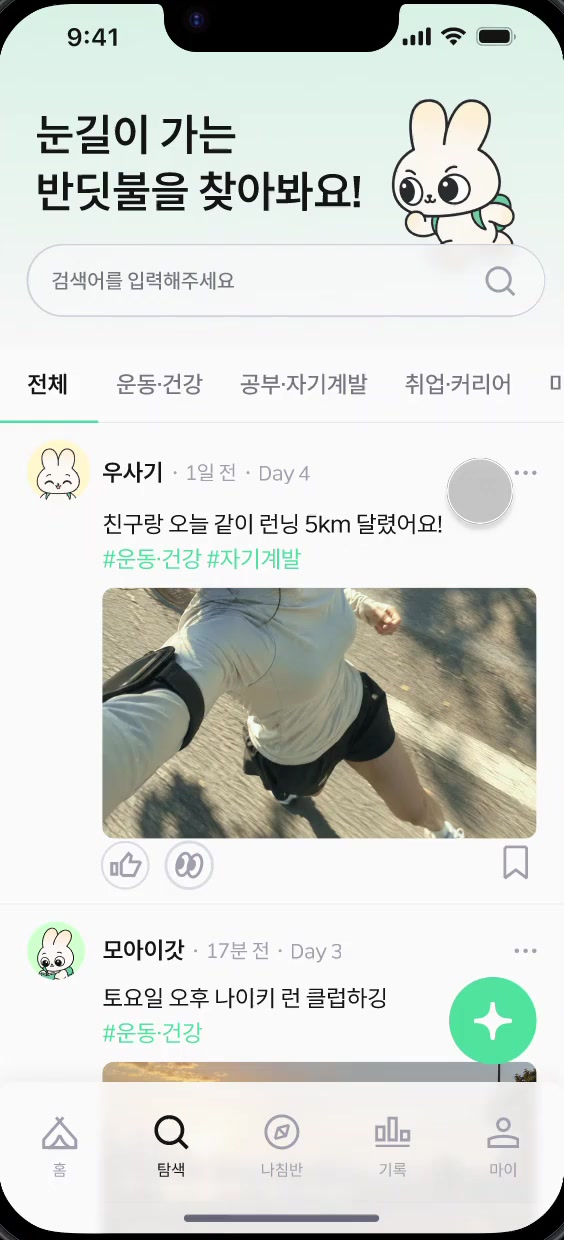 9:41
눈길이 가는
반딧불을 찾아봐요!
검색어를 입력해주세요
전체 운동·건강 공부·자기계발 취업·커리어
우사기 · 1일 전 · Day 4
친구랑 오늘 같이 런닝 5km 달렸어요!
#운동·건강 #자기계발
모아이갓 · 17분 전 · Day 3
토요일 오후 나이키 런 클럽하깅
#운동·건강
홈 탐색 나침반 기록 마이